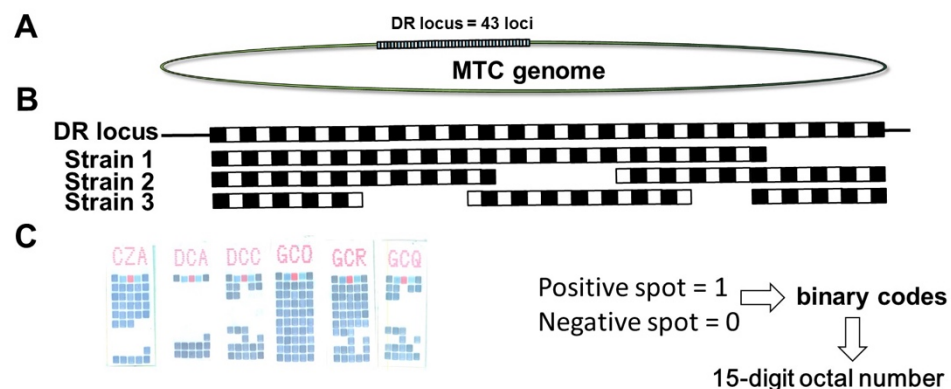 A
DR locus = 43 loci
MTC genome
B
DR locus
Strain 1
Strain 2
Strain 3
C
CZA DCA DCC GCO GCR GCQ
Positive spot = 1
Negative spot = 0
binary codes
15-digit octal number